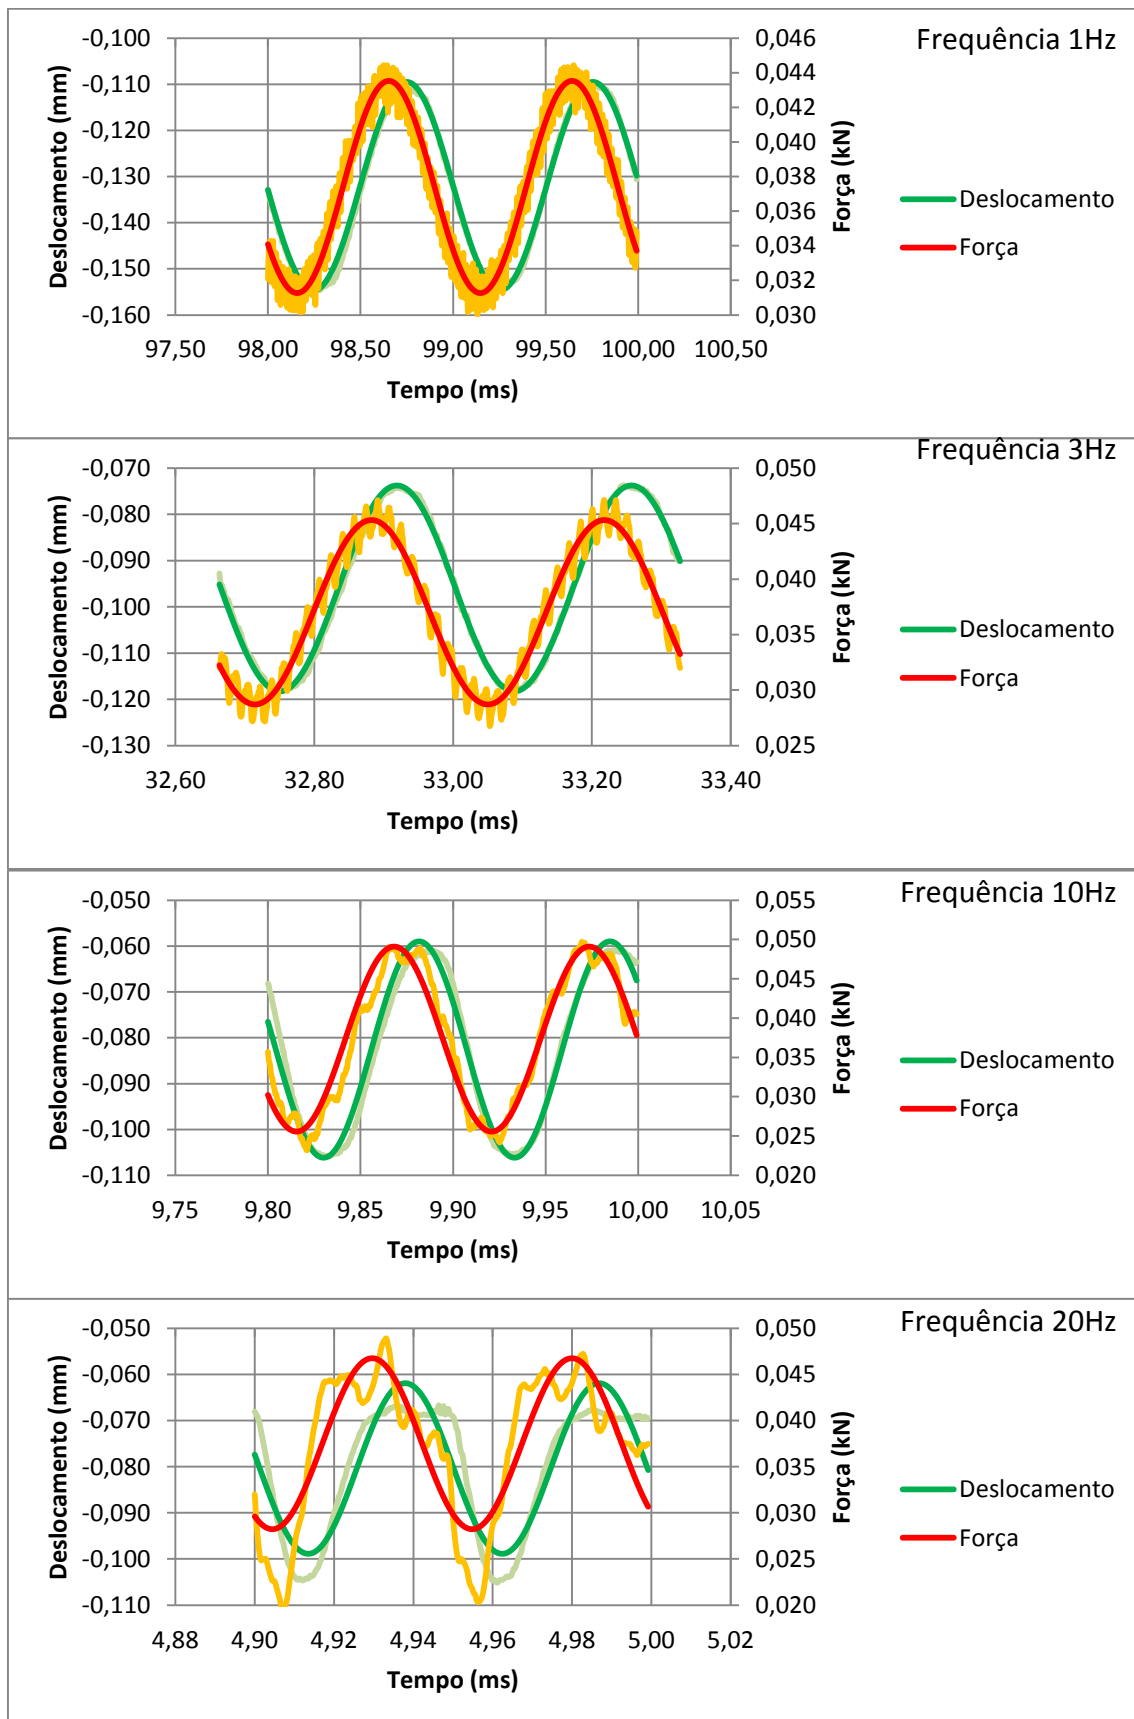 Frequência 1Hz
Deslocamento (mm)
-0,100
-0,110
-0,120
-0,130
-0,140
-0,150
-0,160
0,046
0,044
0,042
0,040
0,038
0,036
0,034
0,032
0,030
Força (kN)
97,50 98,00 98,50 99,00 99,50 100,00 100,50
Tempo (ms)
Deslocamento
Força
Frequência 3Hz
Deslocamento (mm)
-0,070
-0,080
-0,090
-0,100
-0,110
-0,120
-0,130
0,050
0,045
0,040
0,035
0,030
0,025
Força (kN)
32,60 32,80 33,00 33,20 33,40
Tempo (ms)
Deslocamento
Força
Frequência 10Hz
Deslocamento (mm)
-0,050
-0,060
-0,070
-0,080
-0,090
-0,100
-0,110
0,055
0,050
0,045
0,040
0,035
0,030
0,025
0,020
Força (kN)
9,75 9,80 9,85 9,90 9,95 10,00 10,05
Tempo (ms)
Deslocamento
Força
Frequência 20Hz
Deslocamento (mm)
-0,050
-0,060
-0,070
-0,080
-0,090
-0,100
-0,110
0,050
0,045
0,040
0,035
0,030
0,025
0,020
Força (kN)
4,88 4,90 4,92 4,94 4,96 4,98 5,00 5,02
Tempo (ms)
Deslocamento
Força